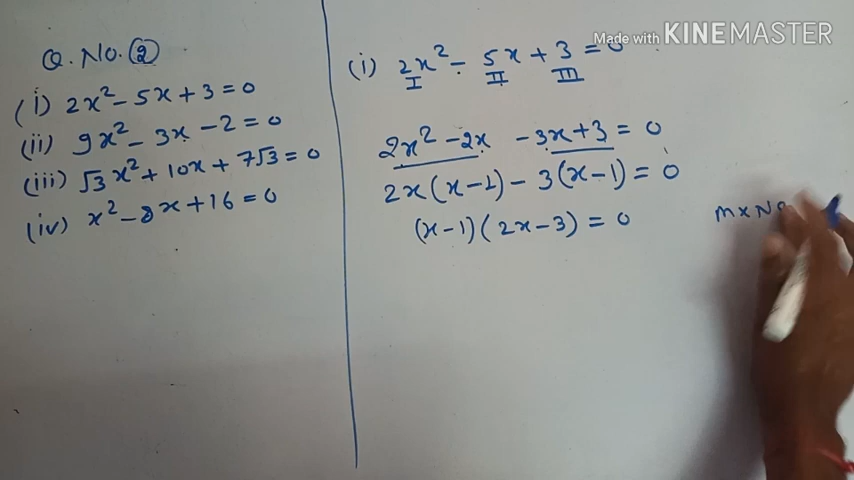 Q. No. 2
(i) 2x² - 5x + 3 = 0
(ii) 9x² - 3x - 2 = 0
(iii) √3 x² + 10x + 7√3 = 0
(iv) x² - 8x + 16 = 0
Made with KINEMASTER
(i) 2x² - 5x + 3 = 0
I II III
2x² - 2x - 3x + 3 = 0
2x(x-1) - 3(x-1) = 0
(x-1)(2x-3) = 0